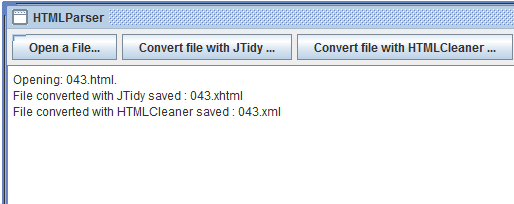 HTMLParser
Open a File...
Convert file with JTidy ...
Convert file with HTMLCleaner ...
Opening: 043.html.
File converted with JTidy saved : 043.xhtml
File converted with HTMLCleaner saved : 043.xml